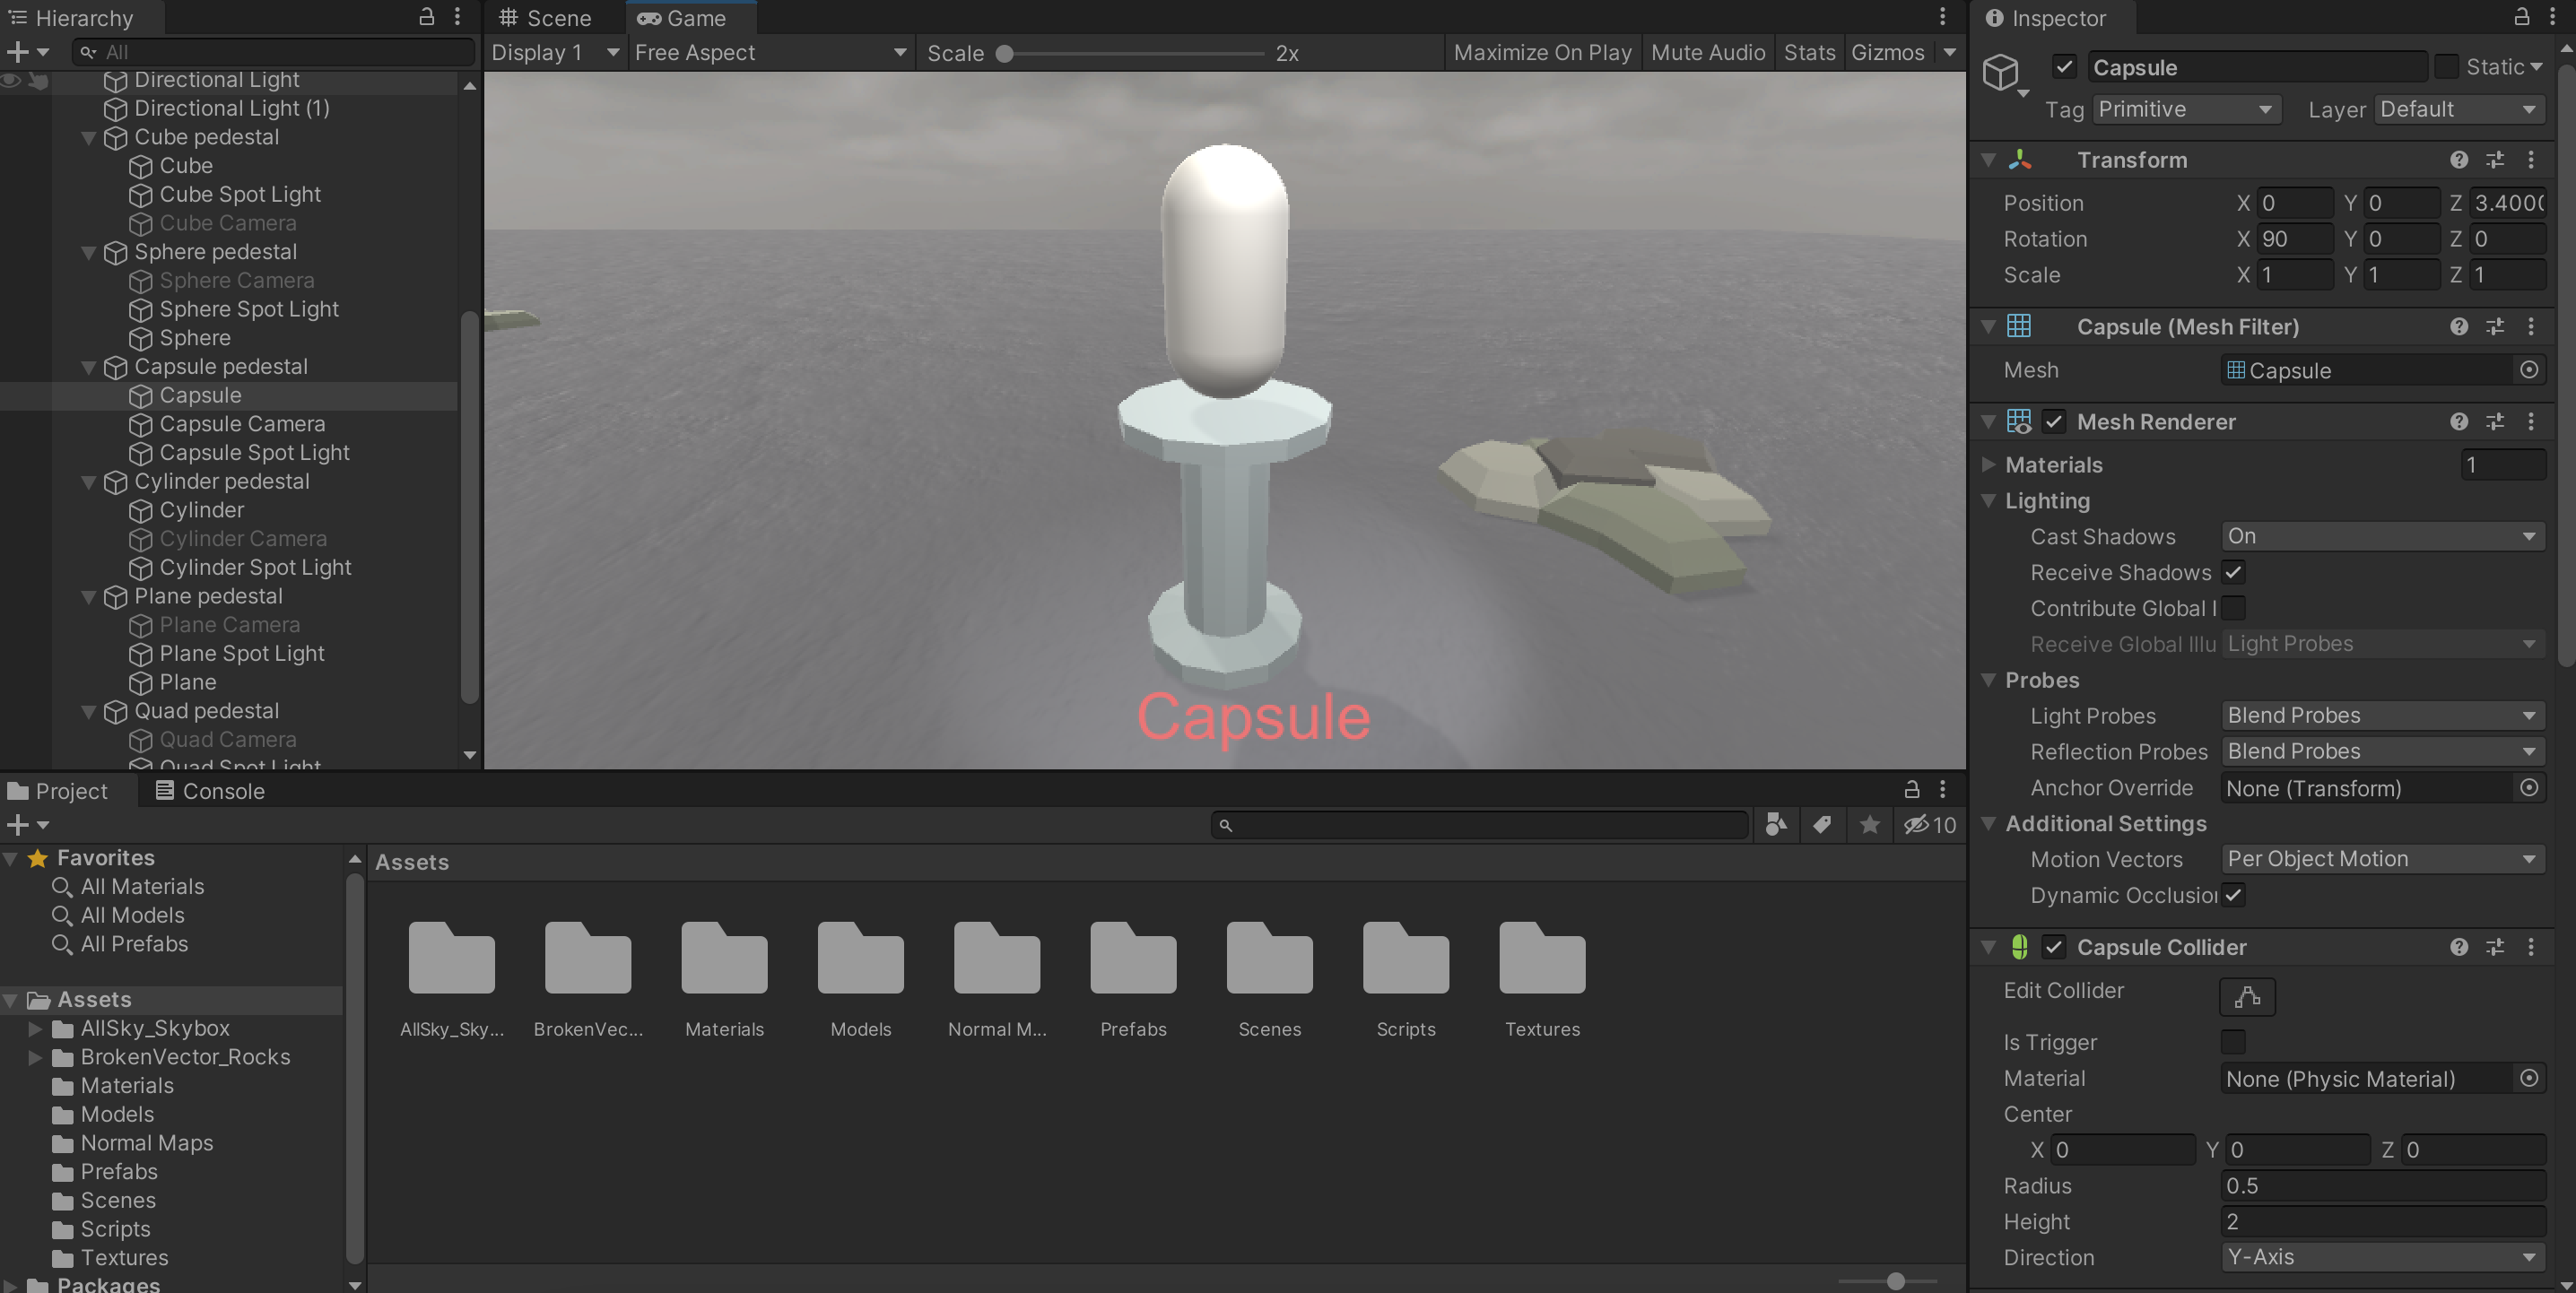 Hierarchy
All
Directional Light
Directional Light (1)
Cube pedestal
Cube
Cube Spot Light
Cube Camera
Sphere pedestal
Sphere Camera
Sphere Spot Light
Sphere
Capsule pedestal
Capsule
Capsule Camera
Capsule Spot Light
Cylinder pedestal
Cylinder
Cylinder Camera
Cylinder Spot Light
Plane pedestal
Plane Camera
Plane Spot Light
Plane
Quad pedestal
Quad Camera
Quad Spot Light
Scene Game
Display 1 Free Aspect Scale 2x Maximize On Play Mute Audio Stats Gizmos
Capsule
Inspector
Capsule Static
Tag Primitive Layer Default
Transform
Position X 0 Y 0 Z 3.400
Rotation X 90 Y 0 Z 0
Scale X 1 Y 1 Z 1
Capsule (Mesh Filter)
Mesh Capsule
Mesh Renderer
Materials 1
Lighting
Cast Shadows On
Receive Shadows
Contribute Global I
Receive Global Illu Light Probes
Probes
Light Probes Blend Probes
Reflection Probes Blend Probes
Anchor Override None (Transform)
Additional Settings
Motion Vectors Per Object Motion
Dynamic Occlusion
Capsule Collider
Edit Collider
Is Trigger
Material None (Physic Material)
Center
X 0 Y 0 Z 0
Radius 0.5
Height 2
Direction Y-Axis
Project Console
10
Favorites
All Materials
All Models
All Prefabs
Assets
AllSky_Skybox
BrokenVector_Rocks
Materials
Models
Normal Maps
Prefabs
Scenes
Scripts
Textures
Packages
Assets
AllSky_Sky... BrokenVec... Materials Models Normal M... Prefabs Scenes Scripts Textures